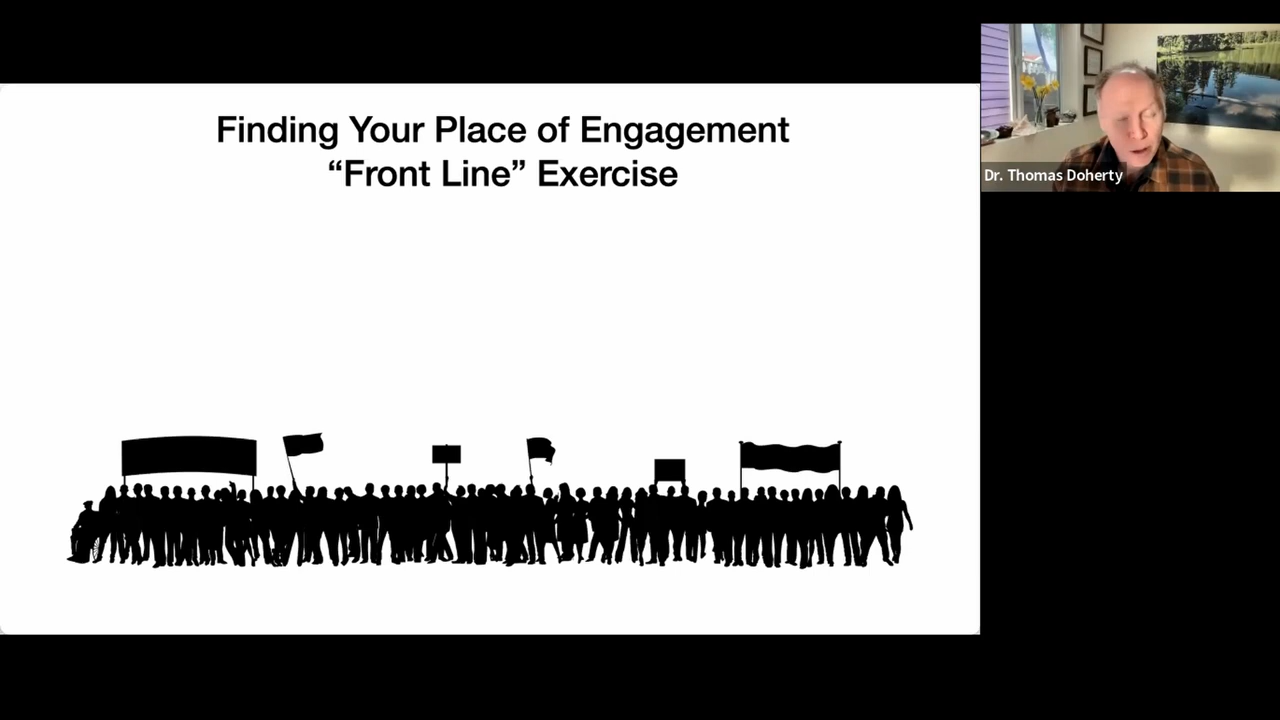 Finding Your Place of Engagement
“Front Line” Exercise
Dr. Thomas Doherty